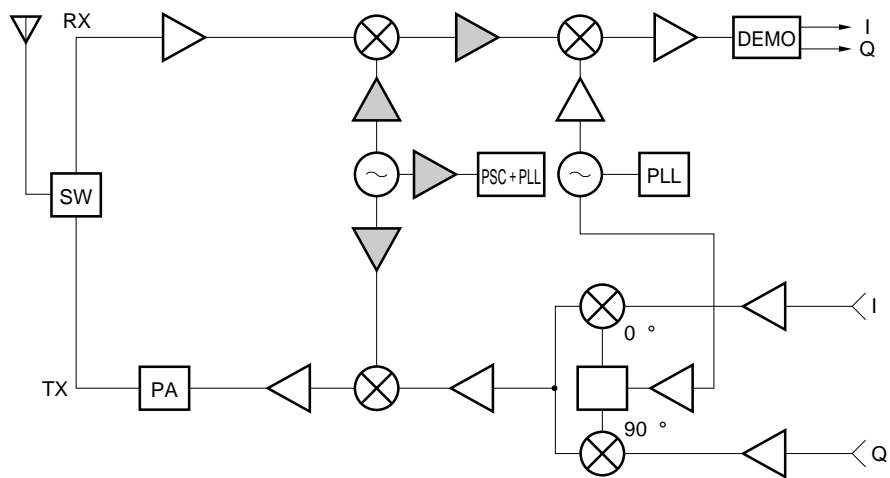 RX
I
DEMO
Q
PSC + PLL
PLL
SW
I
0 °
TX
PA
90 °
Q